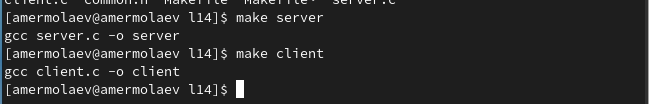 client.c common.h Makefile Makefile~ server.c
[amermolaev@amermolaev l14]$ make server
gcc server.c -o server
[amermolaev@amermolaev l14]$ make client
gcc client.c -o client
[amermolaev@amermolaev l14]$